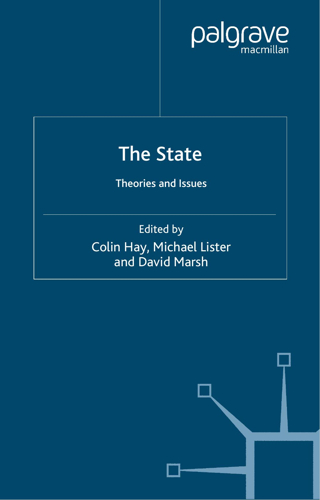 palgrave
macmillan
The State
Theories and Issues
Edited by
Colin Hay, Michael Lister
and David Marsh